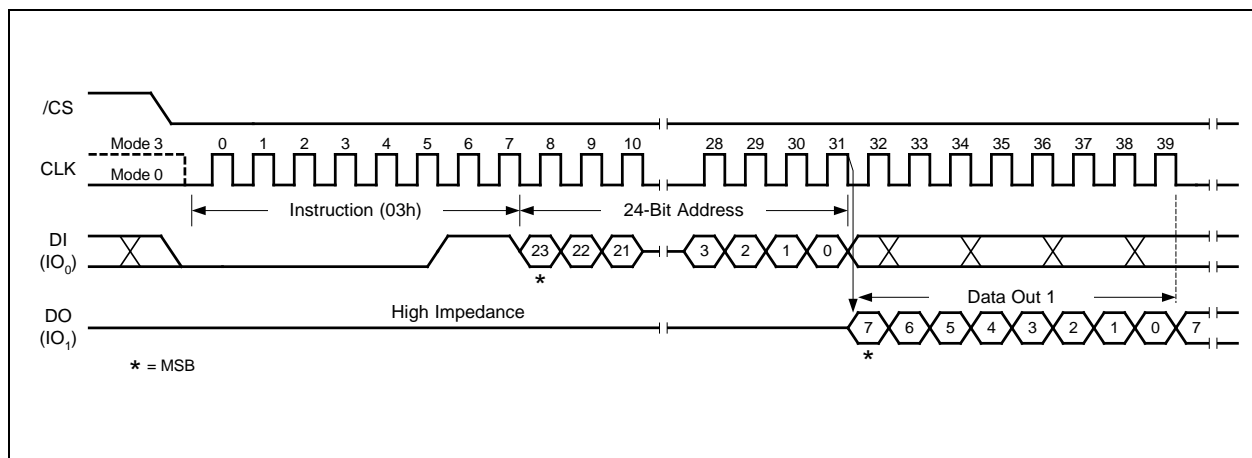 /CS
Mode 3 0 1 2 3 4 5 6 7 8 9 10 28 29 30 31 32 33 34 35 36 37 38 39
CLK
Mode 0
Instruction (03h) 24-Bit Address
DI
(IO0)
23 22 21 3 2 1 0
*
High Impedance Data Out 1
DO
(IO1)
7 6 5 4 3 2 1 0 7
*
* = MSB